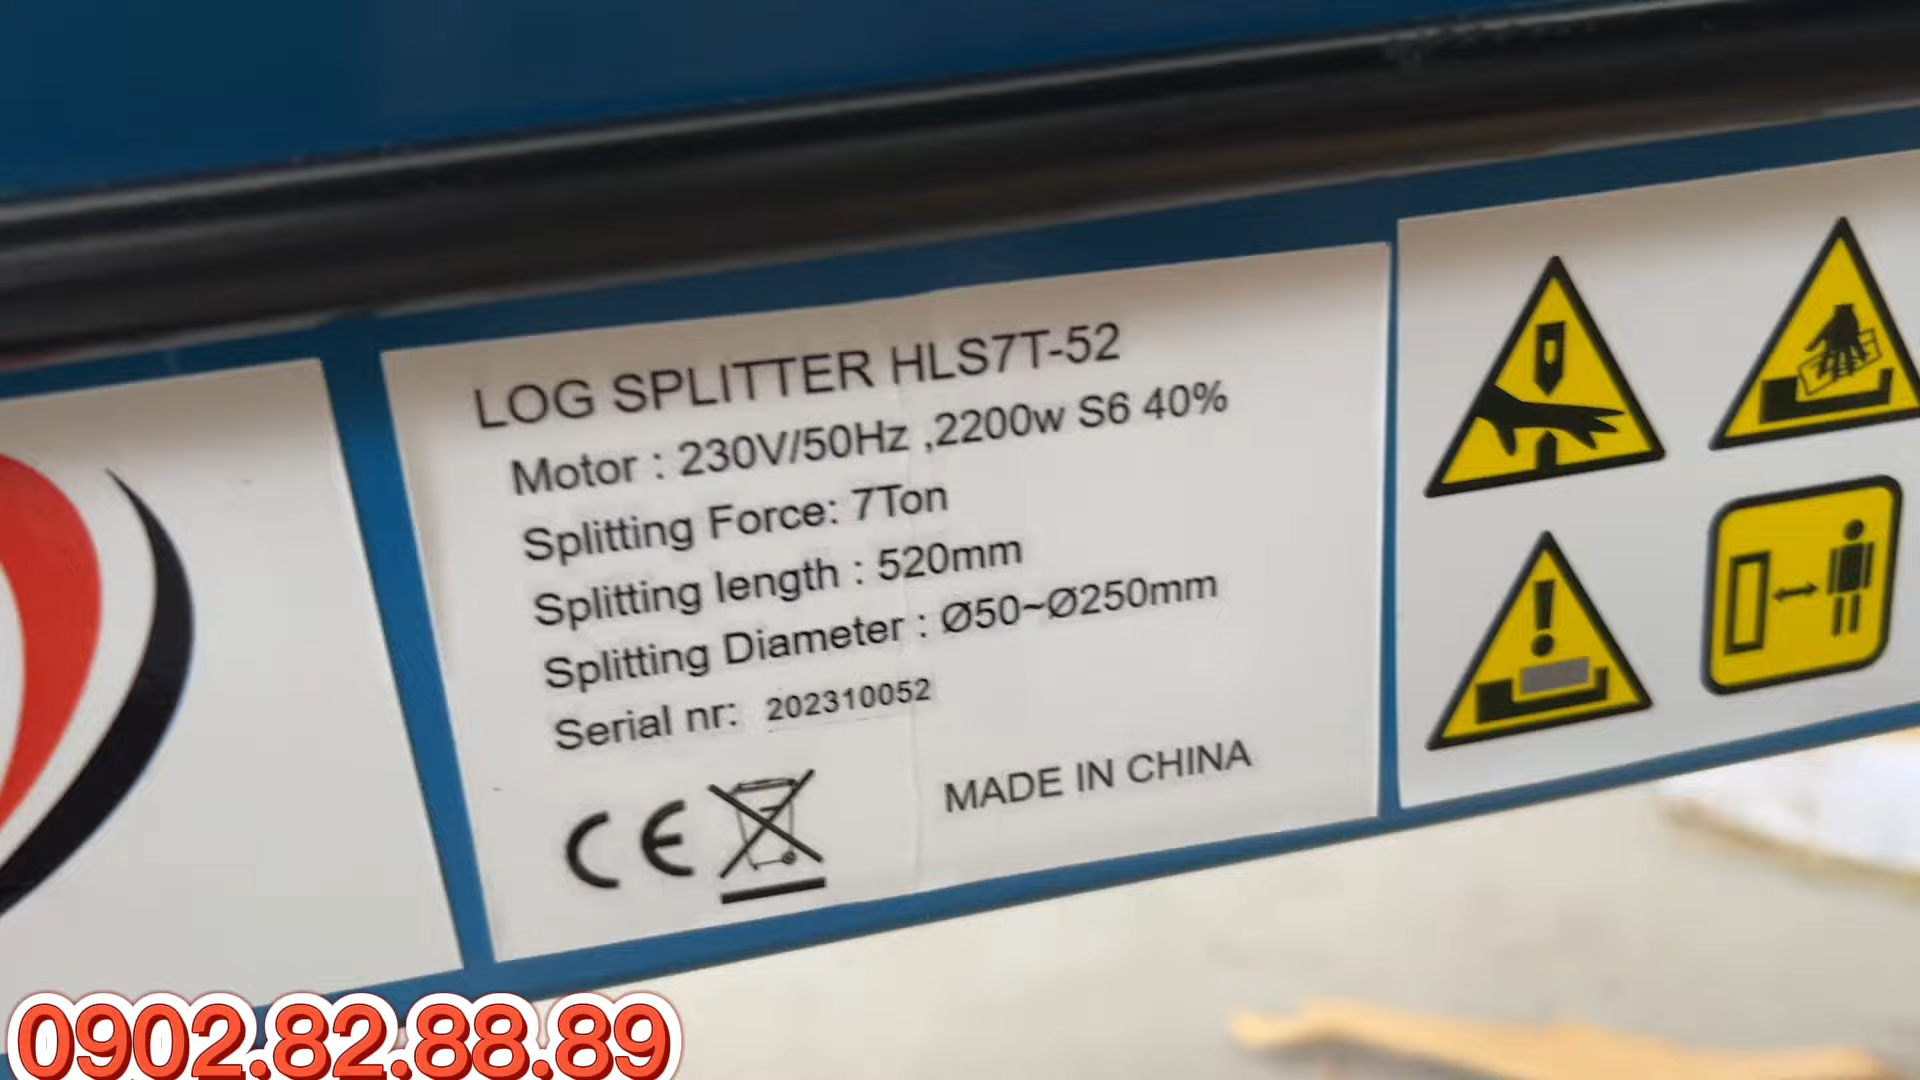 LOG SPLITTER HLS7T-52
Motor : 230V/50Hz ,2200w S6 40%
Splitting Force: 7Ton
Splitting length : 520mm
Splitting Diameter : Ø50~Ø250mm
Serial nr: 202310052
CE
MADE IN CHINA
0902.82.88.89